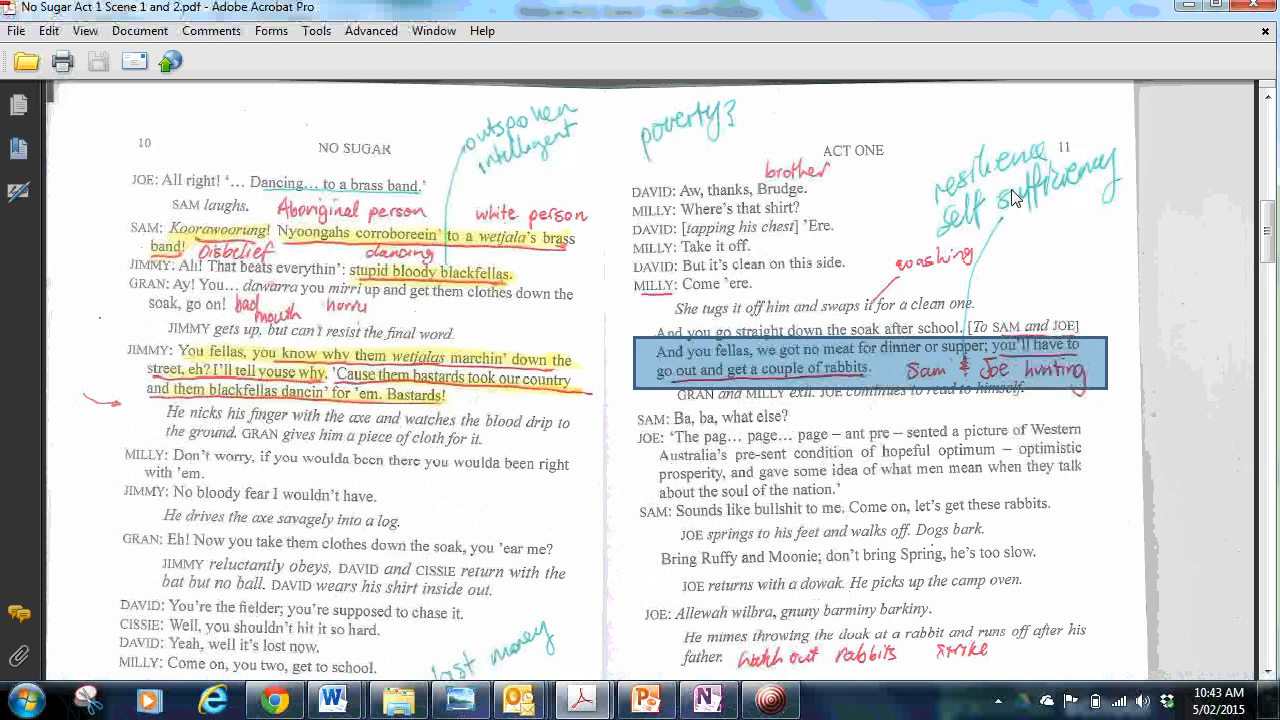 No Sugar Act 1 Scene 1 and 2.pdf - Adobe Acrobat Pro
File Edit View Document Comments Forms Tools Advanced Window Help
10
NO SUGAR
outspoken
intelligent
JOE: All right! '… Dancing… to a brass band.'
SAM laughs.
Aboriginal person
white person
SAM: Koorawoorung! Nyoongahs corroboreein' to a wetjala's brass
band!
Disbelief
dancing
JIMMY: Ah! That beats everythin': stupid bloody blackfellas.
GRAN: Ay! You… dawarra you mirri up and get them clothes down the
soak, go on!
bad
mouth
hurry
JIMMY gets up, but can't resist the final word.
JIMMY: You fellas, you know why them wetjalas marchin' down the
street, eh? I'll tell youse why. 'Cause them bastards took our country
and them blackfellas dancin' for 'em. Bastards!
He nicks his finger with the axe and watches the blood drip to
the ground. GRAN gives him a piece of cloth for it.
MILLY: Don't worry, if you woulda been there you woulda been right
with 'em.
JIMMY: No bloody fear I wouldn't have.
He drives the axe savagely into a log.
GRAN: Eh! Now you take them clothes down the soak, you 'ear me?
JIMMY reluctantly obeys, DAVID and CISSIE return with the
bat but no ball. DAVID wears his shirt inside out.
DAVID: You're the fielder; you're supposed to chase it.
CISSIE: Well, you shouldn't hit it so hard.
DAVID: Yeah, well it's lost now.
MILLY: Come on, you two, get to school.
last money
poverty?
ACT ONE
11
resilience
self sufficiency
brother
DAVID: Aw, thanks, Brudge.
MILLY: Where's that shirt?
DAVID: [tapping his chest] 'Ere.
MILLY: Take it off.
DAVID: But it's clean on this side.
washing
MILLY: Come 'ere.
She tugs it off him and swaps it for a clean one.
And you go straight down the soak after school. [To SAM and JOE]
And you fellas, we got no meat for dinner or supper; you'll have to
go out and get a couple of rabbits.
Sam & Joe hunting
GRAN and MILLY exit. JOE continues to read to himself.
SAM: Ba, ba, what else?
JOE: 'The pag… page… page – ant pre – sented a picture of Western
Australia's pre-sent condition of hopeful optimum – optimistic
prosperity, and gave some idea of what men mean when they talk
about the soul of the nation.'
SAM: Sounds like bullshit to me. Come on, let's get these rabbits.
JOE springs to his feet and walks off. Dogs bark.
Bring Ruffy and Moonie; don't bring Spring, he's too slow.
JOE returns with a dowak. He picks up the camp oven.
JOE: Allewah wilbra, gnuny barminy barkiny.
He mimes throwing the doak at a rabbit and runs off after his
father.
watch out rabbits strike
10:43 AM
5/02/2015